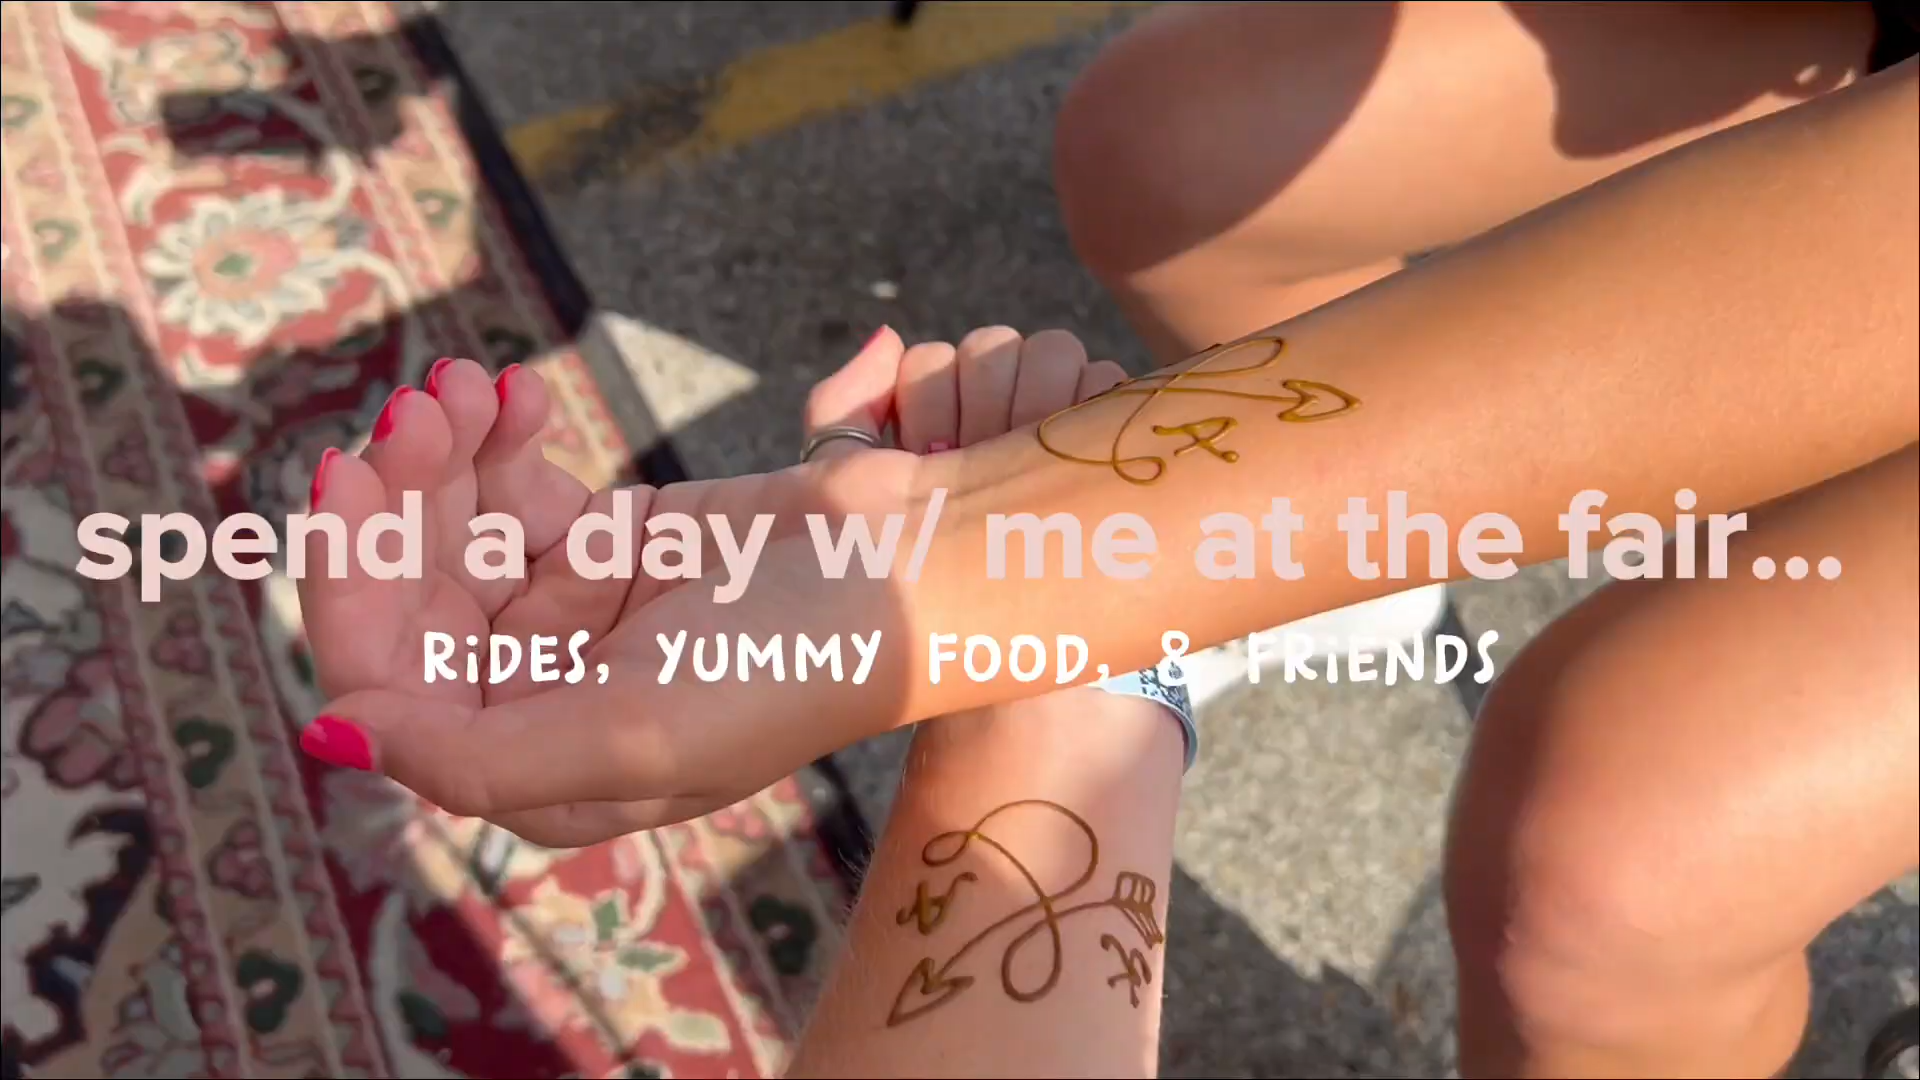 spend a day w/ me at the fair...
RiDES, YUMMY FOOD, & FRiENDS